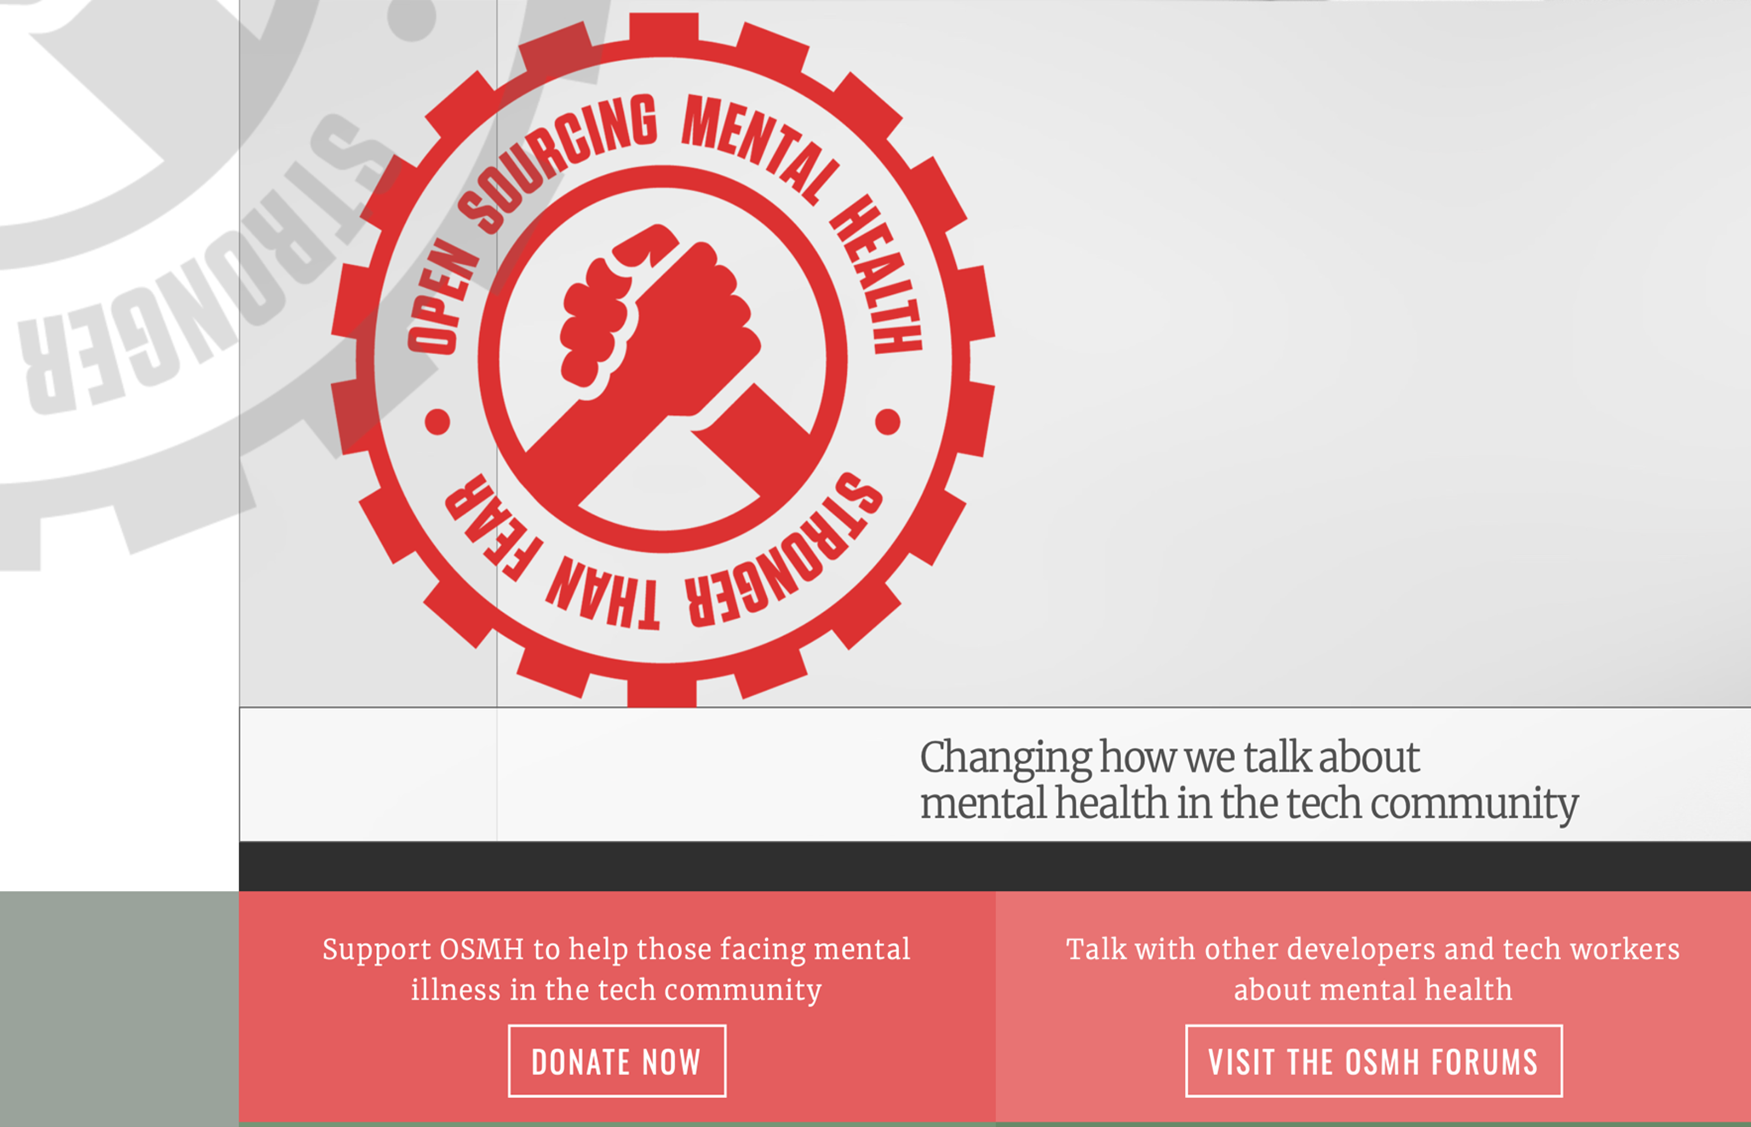 OPEN SOURCING MENTAL HEALTH
STRONGER THAN FEAR
STRONGER
Changing how we talk about
mental health in the tech community
Support OSMH to help those facing mental
illness in the tech community
DONATE NOW
Talk with other developers and tech workers
about mental health
VISIT THE OSMH FORUMS